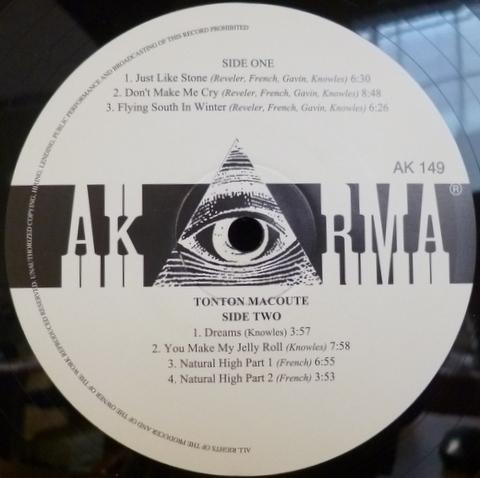 UNAUTHORIZED COPYING, HIRING, LENDING, PUBLIC PERFORMANCE AND BROADCASTING OF THIS RECORD PROHIBITED
SIDE ONE
1. Just Like Stone (Reveler, French, Gavin, Knowles) 6:30
2. Don't Make Me Cry (Reveler, French, Gavin, Knowles) 8:48
3. Flying South In Winter (Reveler, French, Gavin, Knowles) 6:26
AK 149
AKARMA®
TONTON MACOUTE
SIDE TWO
1. Dreams (Knowles) 3:57
2. You Make My Jelly Roll (Knowles) 7:58
3. Natural High Part 1 (French) 6:55
4. Natural High Part 2 (French) 3:53
ALL RIGHTS OF THE PRODUCER AND OF THE OWNER OF THE WORK REPRODUCED RESERVED.